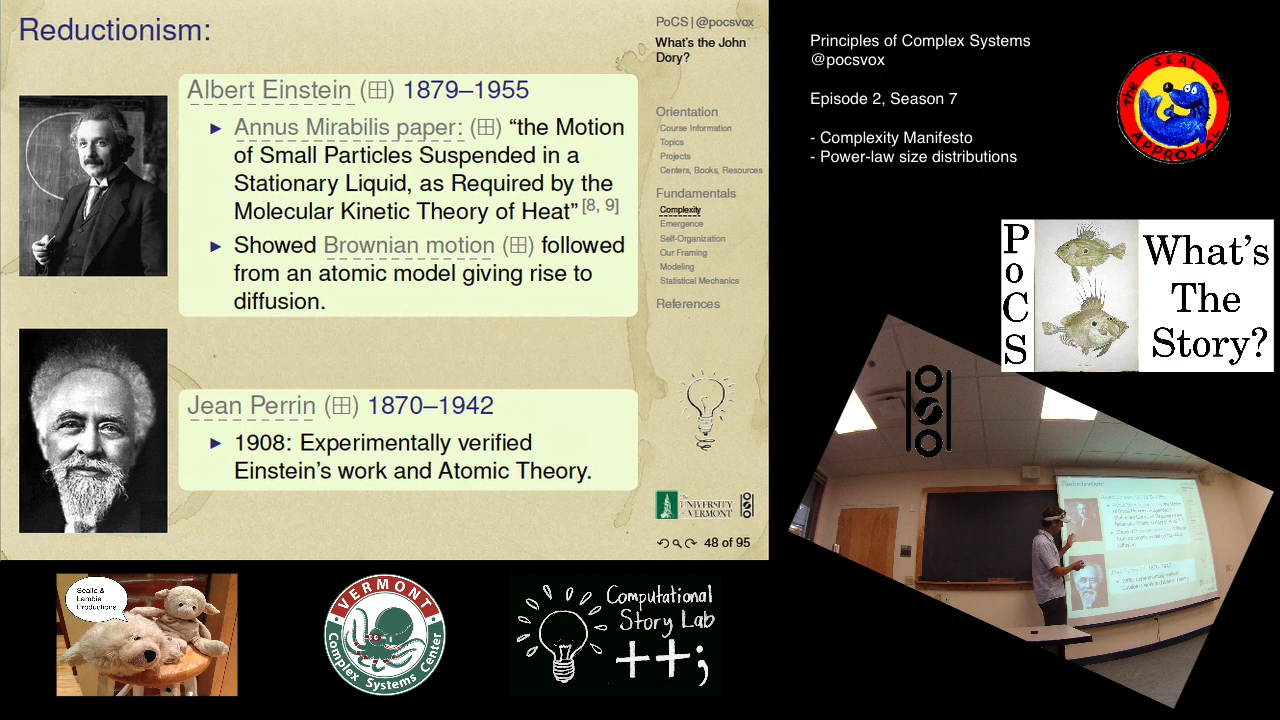 Reductionism:
Albert Einstein (田) 1879–1955
▶ Annus Mirabilis paper: (田) “the Motion
of Small Particles Suspended in a
Stationary Liquid, as Required by the
Molecular Kinetic Theory of Heat” [8, 9]
▶ Showed Brownian motion (田) followed
from an atomic model giving rise to
diffusion.
Jean Perrin (田) 1870–1942
▶ 1908: Experimentally verified
Einstein’s work and Atomic Theory.
PoCS | @pocsvox
What’s the John
Dory?
Orientation
Course Information
Topics
Projects
Centers, Books, Resources
Fundamentals
Complexity
Emergence
Self-Organization
Our Framing
Modeling
Statistical Mechanics
References
The
UNIVERSITY
of VERMONT
48 of 95
Principles of Complex Systems
@pocsvox
Episode 2, Season 7
- Complexity Manifesto
- Power-law size distributions
the SEAL of
APPROVAL
PoCS
What’s
The
Story?
Reductionism:
Sealie &
Lambie
Productions
VERMONT
Complex Systems Center
Computational
Story Lab
++;